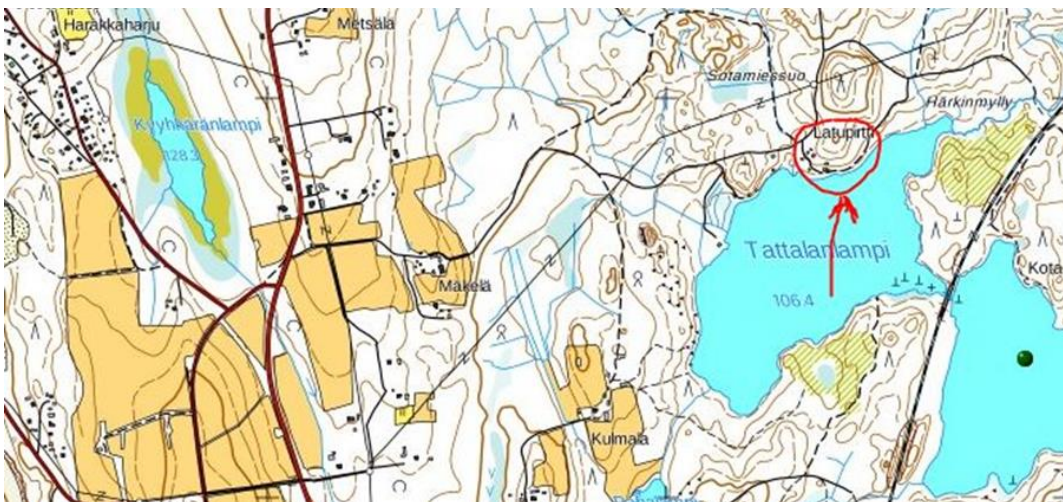 Harakkaharju
Metsälä
Sotamiessuo
Härkinmylly
Kyyhkäränlampi
128.3
Latupirtti
Tattalanlampi
106.4
Kota
Mäkelä
Kulmala